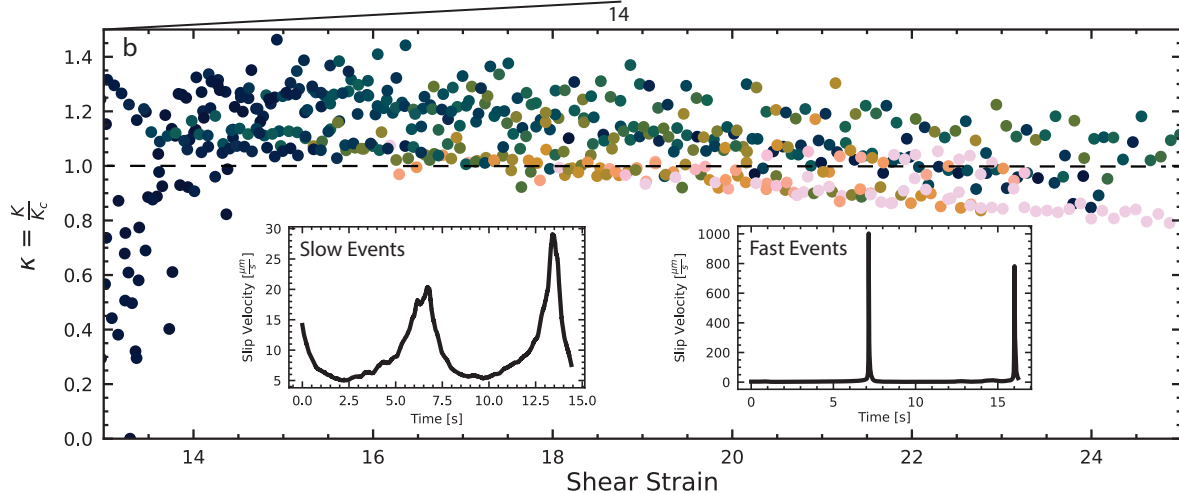 14
b
1.4
1.2
1.0
0.8
0.6
0.4
0.2
0.0
κ = K/K_c
Slow Events
Slip Velocity [μm/s]
30
25
20
15
10
5
0.0 2.5 5.0 7.5 10.0 12.5 15.0
Time [s]
Fast Events
Slip Velocity [μm/s]
1000
800
600
400
200
0
0 5 10 15
Time [s]
14 16 18 20 22 24
Shear Strain